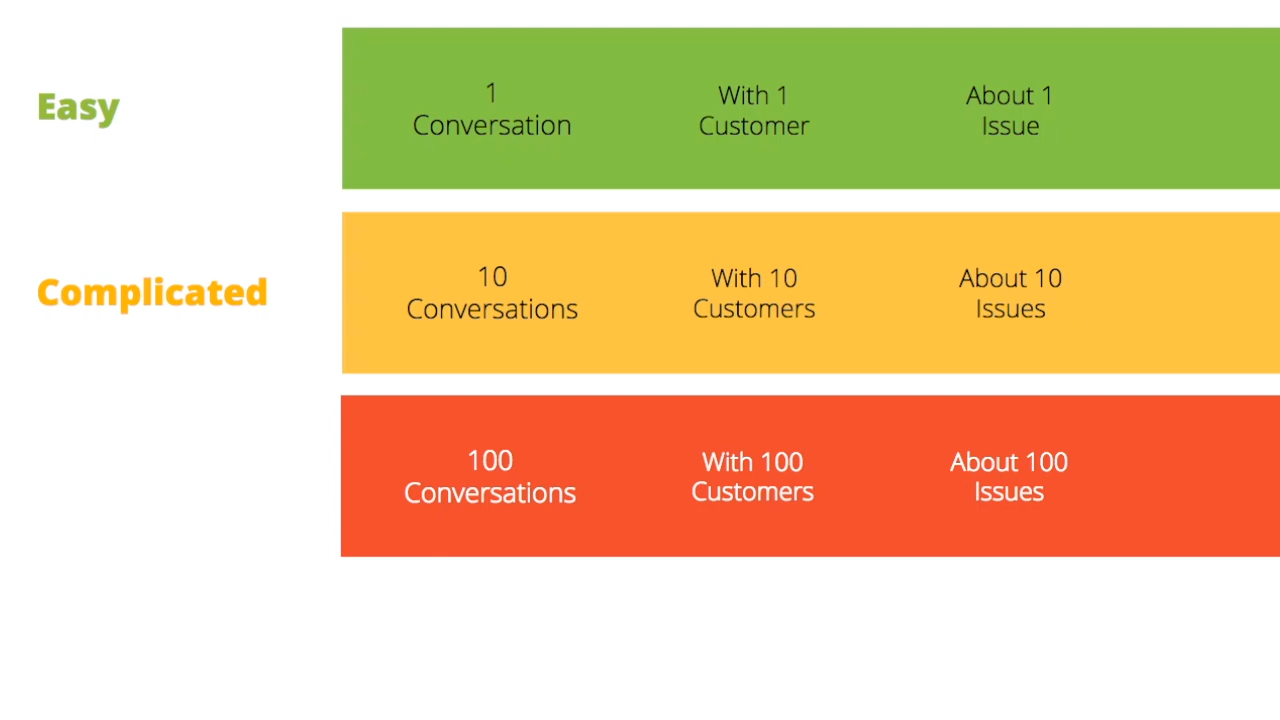 Easy
1
Conversation
With 1
Customer
About 1
Issue
Complicated
10
Conversations
With 10
Customers
About 10
Issues
100
Conversations
With 100
Customers
About 100
Issues